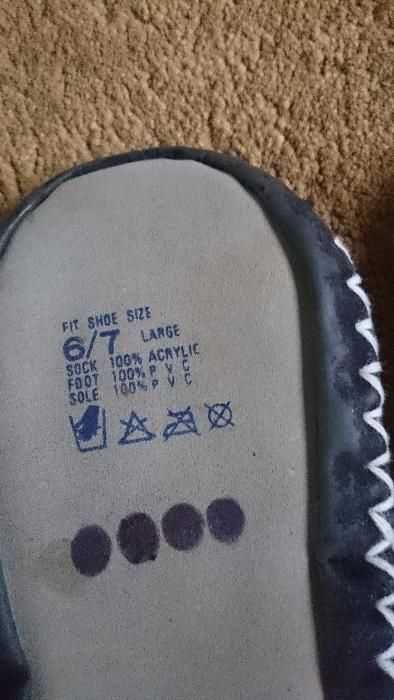 FIT SHOE SIZE
6/7 LARGE
SOCK 100% ACRYLIC
FOOT 100% P V C
SOLE 100% P V C